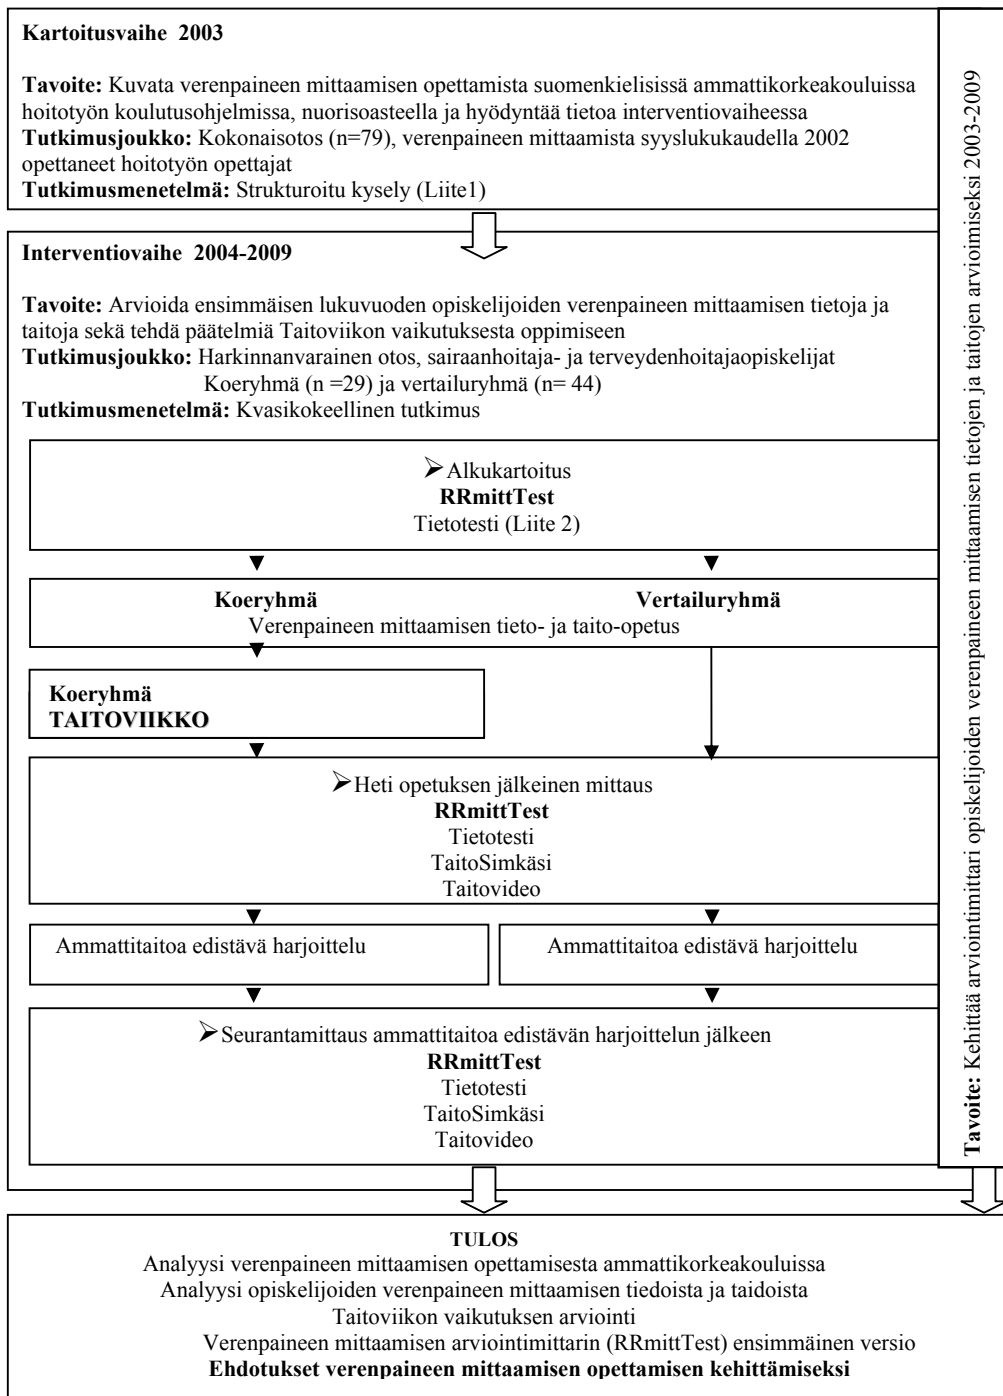 Kartoitusvaihe 2003
Tavoite: Kuvata verenpaineen mittaamisen opettamista suomenkielisissä ammattikorkeakouluissa
hoitotyön koulutusohjelmissa, nuorisoasteella ja hyödyntää tietoa interventiovaiheessa
Tutkimusjoukko: Kokonaisotos (n=79), verenpaineen mittaamista syyslukukaudella 2002
opettaneet hoitotyön opettajat
Tutkimusmenetelmä: Strukturoitu kysely (Liite1)
Interventiovaihe 2004-2009
Tavoite: Arvioida ensimmäisen lukuvuoden opiskelijoiden verenpaineen mittaamisen tietoja ja
taitoja sekä tehdä päätelmiä Taitoviikon vaikutuksesta oppimiseen
Tutkimusjoukko: Harkinnanvarainen otos, sairaanhoitaja- ja terveydenhoitajaopiskelijat
Koeryhmä (n =29) ja vertailuryhmä (n= 44)
Tutkimusmenetelmä: Kvasikokeellinen tutkimus
➢Alkukartoitus
RRmittTest
Tietotesti (Liite 2)
Koeryhmä Vertailuryhmä
Verenpaineen mittaamisen tieto- ja taito-opetus
Koeryhmä
TAITOVIIKKO
➢Heti opetuksen jälkeinen mittaus
RRmittTest
Tietotesti
TaitoSimkäsi
Taitovideo
Ammattitaitoa edistävä harjoittelu
Ammattitaitoa edistävä harjoittelu
➢Seurantamittaus ammattitaitoa edistävän harjoittelun jälkeen
RRmittTest
Tietotesti
TaitoSimkäsi
Taitovideo
Tavoite: Kehittää arviointimittari opiskelijoiden verenpaineen mittaamisen tietojen ja taitojen arvioimiseksi 2003-2009
TULOS
Analyysi verenpaineen mittaamisen opettamisesta ammattikorkeakouluissa
Analyysi opiskelijoiden verenpaineen mittaamisen tiedoista ja taidoista
Taitoviikon vaikutuksen arviointi
Verenpaineen mittaamisen arviointimittarin (RRmittTest) ensimmäinen versio
Ehdotukset verenpaineen mittaamisen opettamisen kehittämiseksi